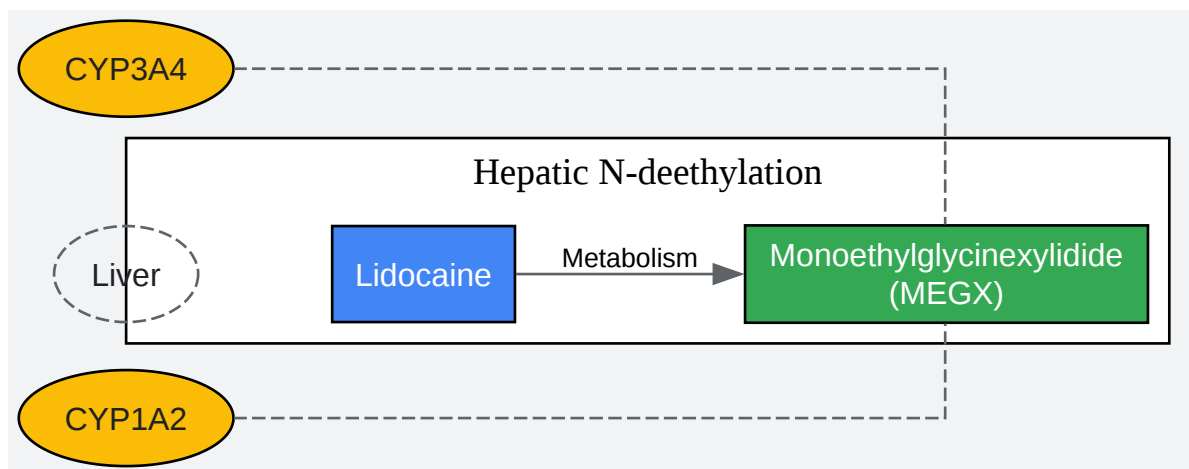 CYP3A4
Hepatic N-deethylation
Liver
Lidocaine
Metabolism
Monoethylglycinexylidide
(MEGX)
CYP1A2